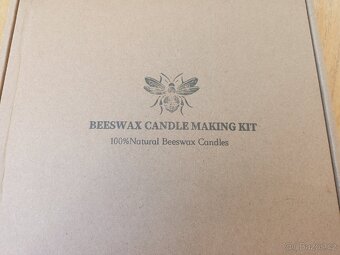 BEESWAX CANDLE MAKING KIT
100%Natural Beeswax Candles